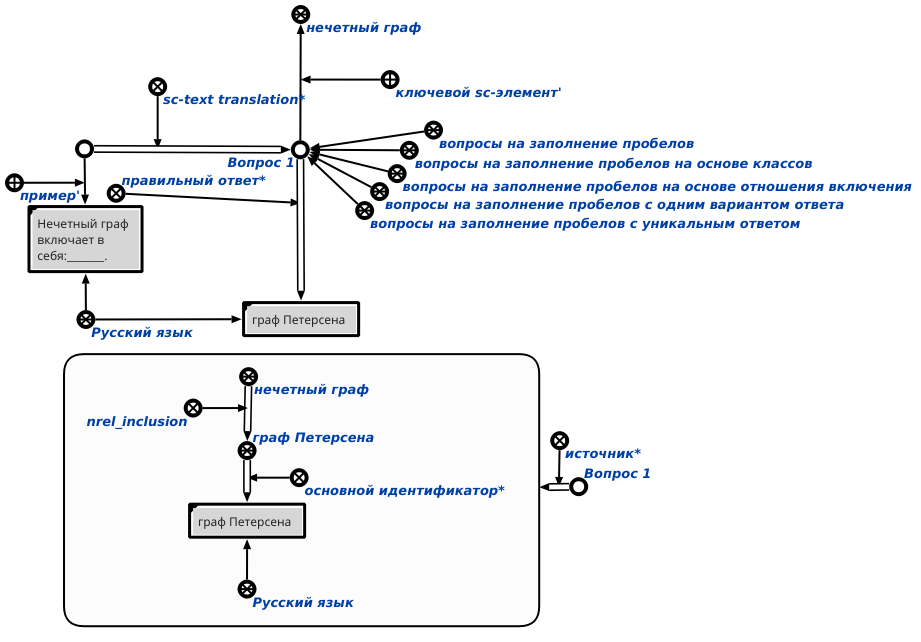 нечетный граф
ключевой sc-элемент'
sc-text translation*
вопросы на заполнение пробелов
Вопрос 1
вопросы на заполнение пробелов на основе классов
правильный ответ*
вопросы на заполнение пробелов на основе отношения включения
пример'
вопросы на заполнение пробелов с одним вариантом ответа
вопросы на заполнение пробелов с уникальным ответом
Нечетный граф
включает в
себя:______.
граф Петерсена
Русский язык
нечетный граф
nrel_inclusion
граф Петерсена
источник*
Вопрос 1
основной идентификатор*
граф Петерсена
Русский язык